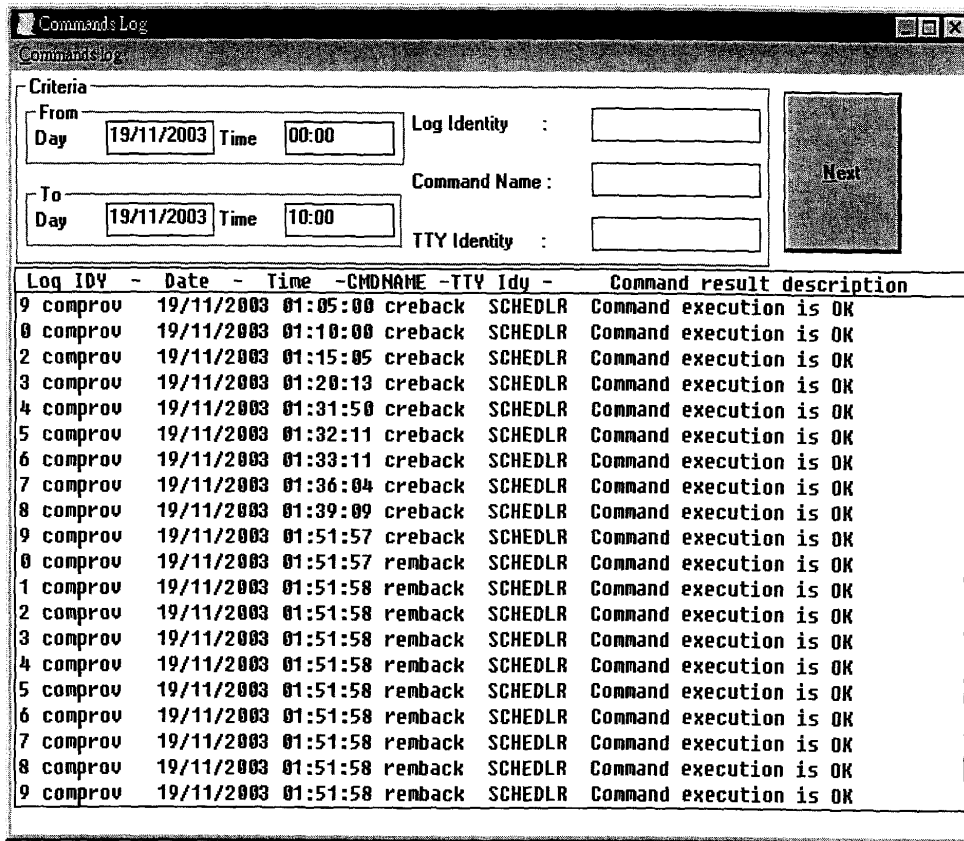 Commands Log
Commands log
Criteria
From
Day 19/11/2003 Time 00:00
To
Day 19/11/2003 Time 10:00
Log Identity :
Command Name :
TTY Identity :
Next
Log IDY - Date - Time -CMDNAME -TTY Idy - Command result description
9 comprov 19/11/2003 01:05:00 creback SCHEDLR Command execution is OK
0 comprov 19/11/2003 01:10:00 creback SCHEDLR Command execution is OK
2 comprov 19/11/2003 01:15:05 creback SCHEDLR Command execution is OK
3 comprov 19/11/2003 01:20:13 creback SCHEDLR Command execution is OK
4 comprov 19/11/2003 01:31:50 creback SCHEDLR Command execution is OK
5 comprov 19/11/2003 01:32:11 creback SCHEDLR Command execution is OK
6 comprov 19/11/2003 01:33:11 creback SCHEDLR Command execution is OK
7 comprov 19/11/2003 01:36:04 creback SCHEDLR Command execution is OK
8 comprov 19/11/2003 01:39:09 creback SCHEDLR Command execution is OK
9 comprov 19/11/2003 01:51:57 creback SCHEDLR Command execution is OK
0 comprov 19/11/2003 01:51:57 remback SCHEDLR Command execution is OK
1 comprov 19/11/2003 01:51:58 remback SCHEDLR Command execution is OK
2 comprov 19/11/2003 01:51:58 remback SCHEDLR Command execution is OK
3 comprov 19/11/2003 01:51:58 remback SCHEDLR Command execution is OK
4 comprov 19/11/2003 01:51:58 remback SCHEDLR Command execution is OK
5 comprov 19/11/2003 01:51:58 remback SCHEDLR Command execution is OK
6 comprov 19/11/2003 01:51:58 remback SCHEDLR Command execution is OK
7 comprov 19/11/2003 01:51:58 remback SCHEDLR Command execution is OK
8 comprov 19/11/2003 01:51:58 remback SCHEDLR Command execution is OK
9 comprov 19/11/2003 01:51:58 remback SCHEDLR Command execution is OK